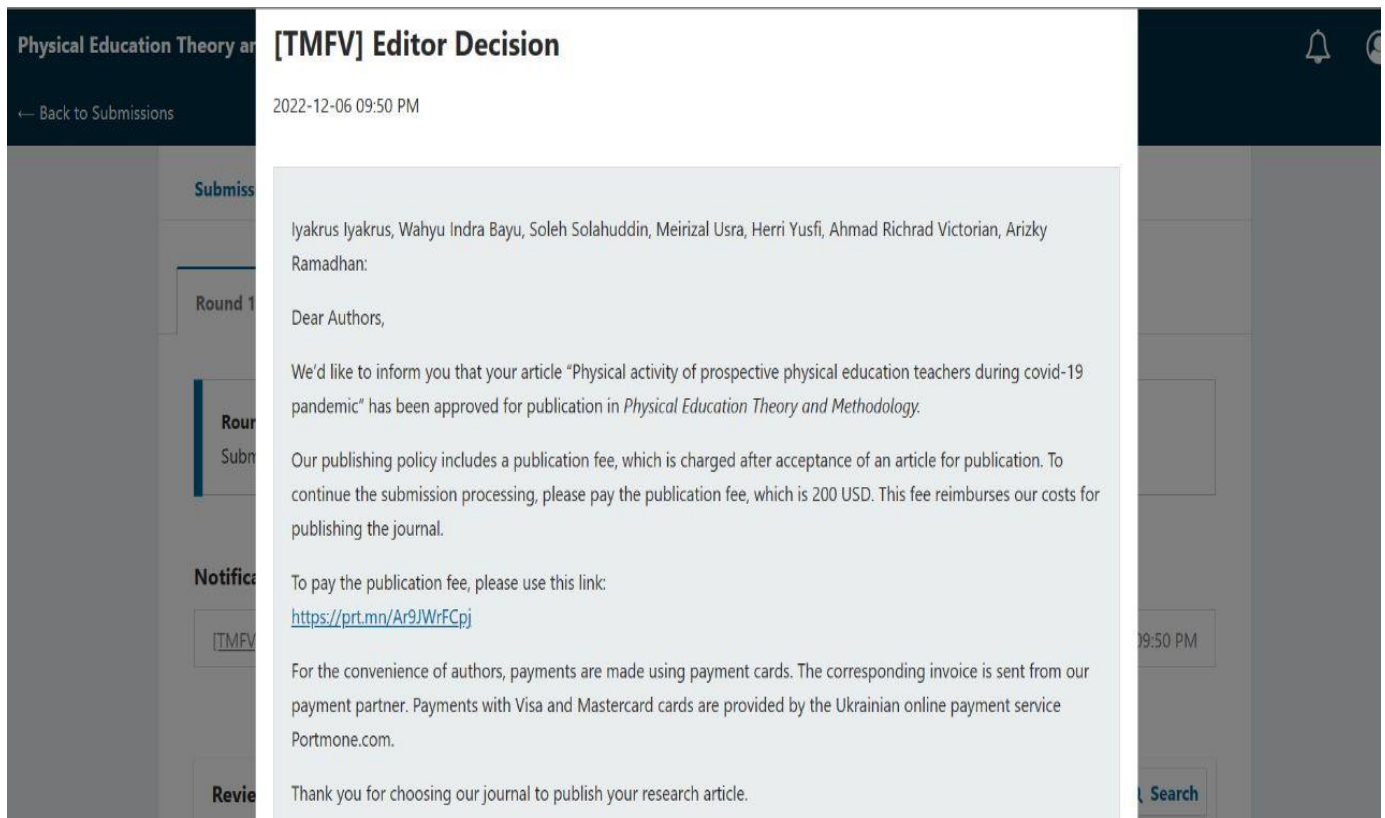 Physical Education Theory ar
[TMFV] Editor Decision
← Back to Submissions
2022-12-06 09:50 PM
Submiss
Iyakrus Iyakrus, Wahyu Indra Bayu, Soleh Solahuddin, Meirizal Usra, Herri Yusfi, Ahmad Richrad Victorian, Arizky
Ramadhan:
Round 1
Dear Authors,
We'd like to inform you that your article “Physical activity of prospective physical education teachers during covid-19
pandemic” has been approved for publication in Physical Education Theory and Methodology.
Rour
Subm
Our publishing policy includes a publication fee, which is charged after acceptance of an article for publication. To
continue the submission processing, please pay the publication fee, which is 200 USD. This fee reimburses our costs for
publishing the journal.
Notifica
To pay the publication fee, please use this link:
https://prt.mn/Ar9JWrFCpj
[TMFV
09:50 PM
For the convenience of authors, payments are made using payment cards. The corresponding invoice is sent from our
payment partner. Payments with Visa and Mastercard cards are provided by the Ukrainian online payment service
Portmone.com.
Revie
Thank you for choosing our journal to publish your research article.
Search